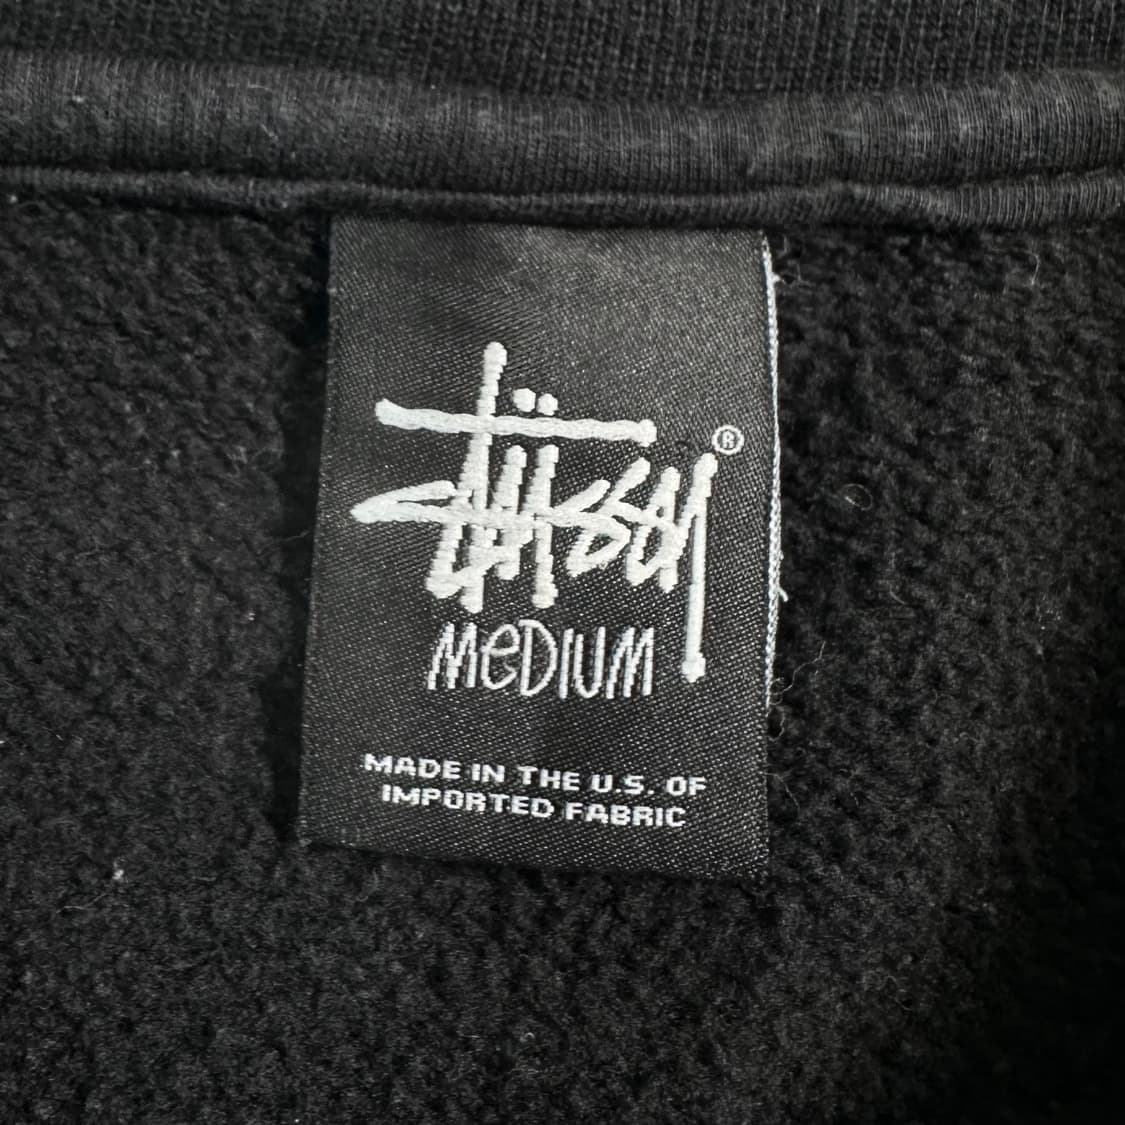 Stüssy®
MeDIUM
MADE IN THE U.S. OF
IMPORTED FABRIC